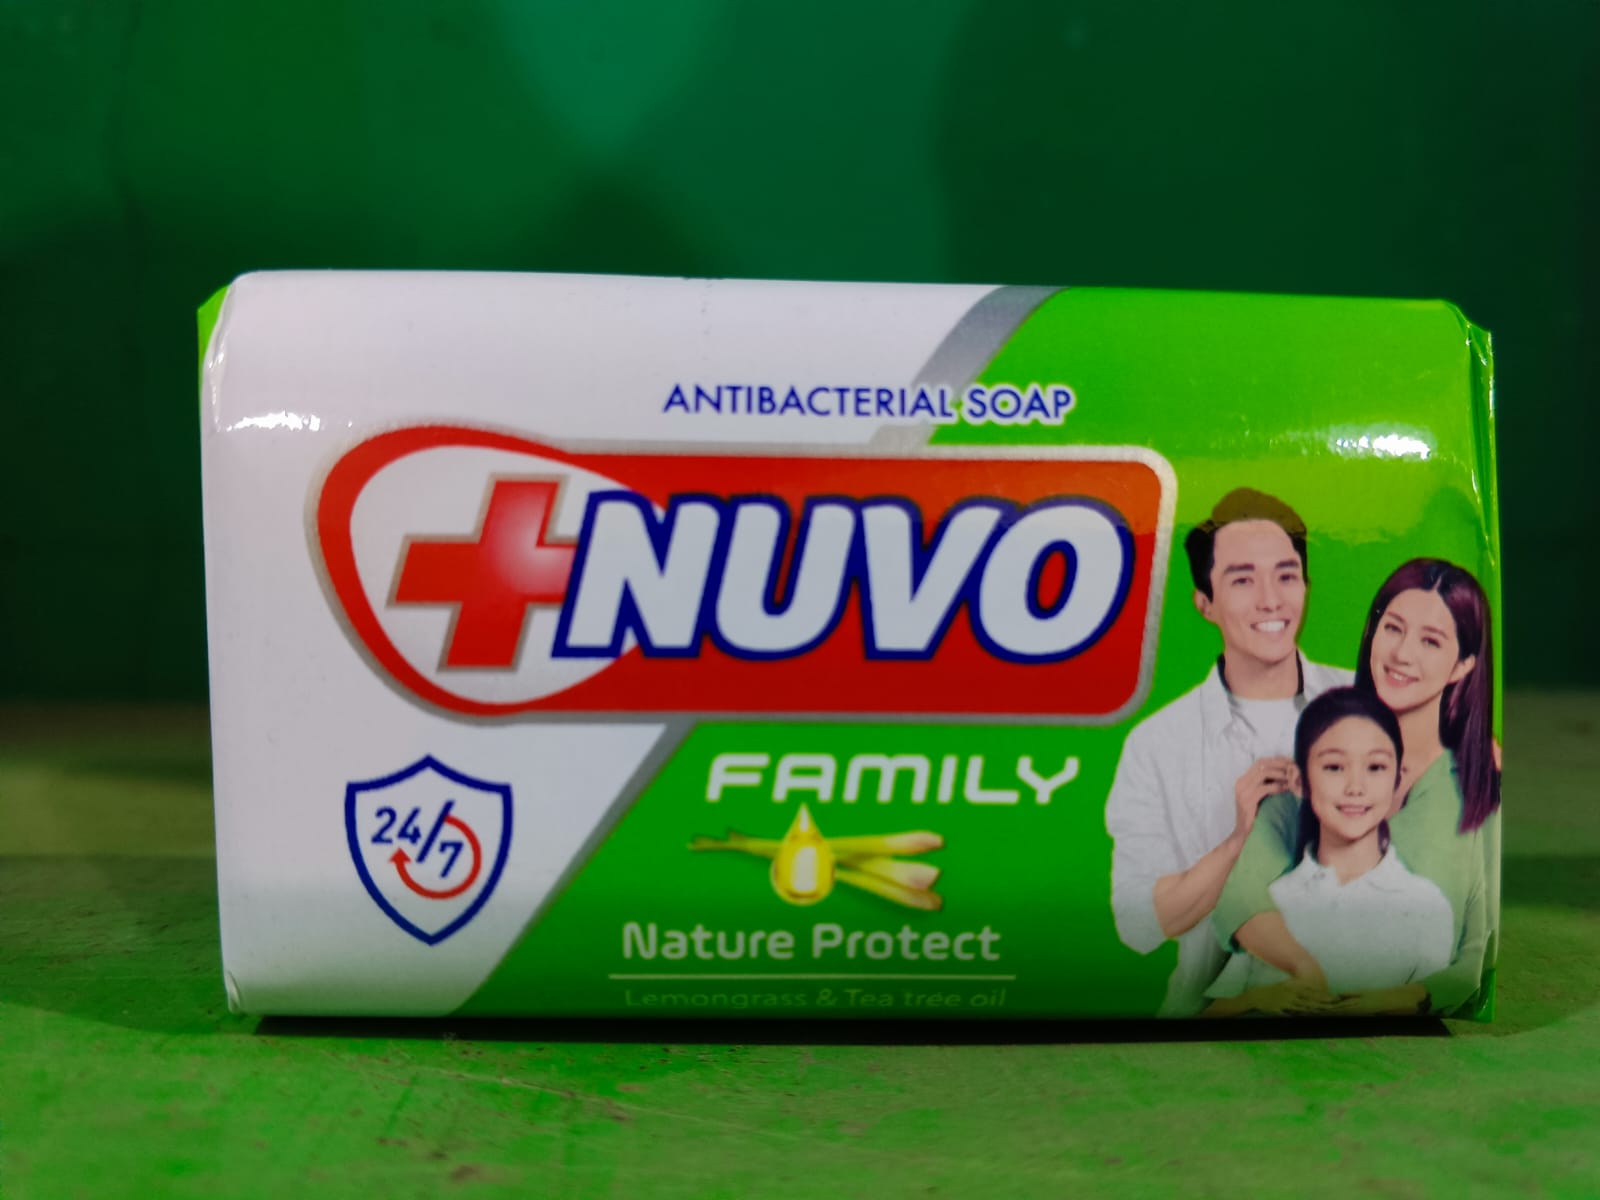 ANTIBACTERIAL SOAP
NUVO
FAMILY
24/7
Nature Protect
Lemongrass & Tea tree oil